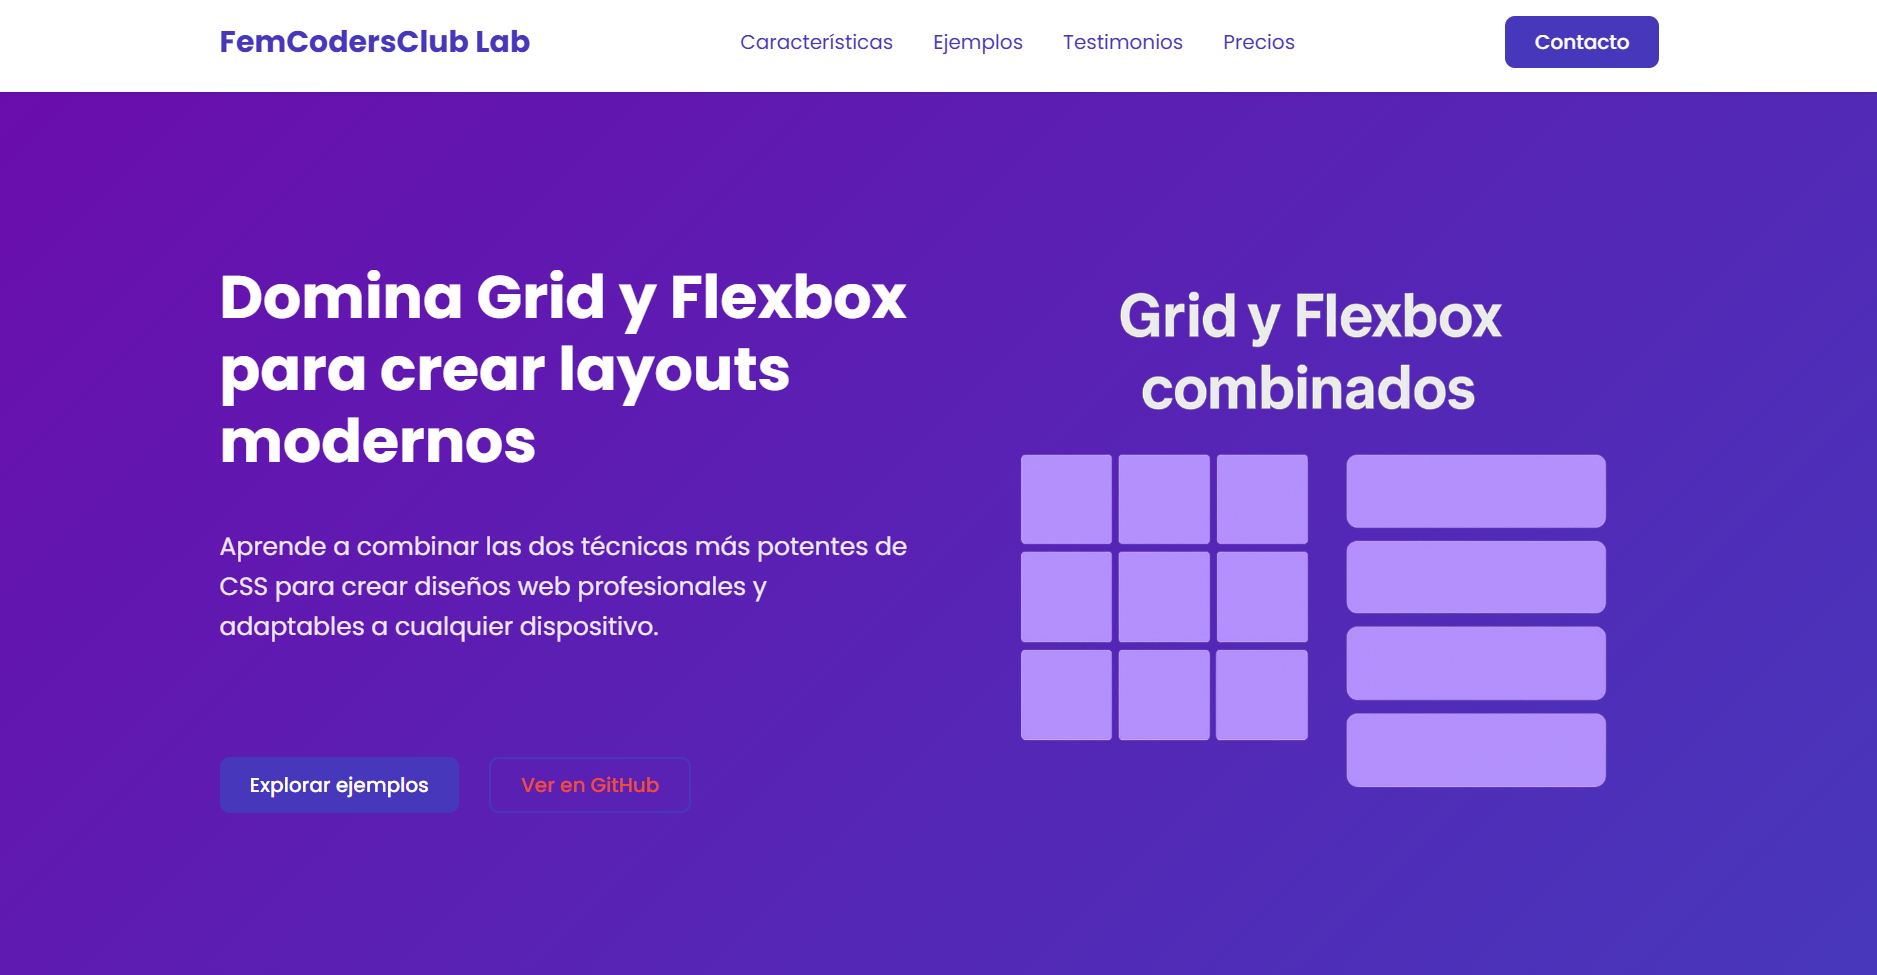 FemCodersClub Lab
Características
Ejemplos
Testimonios
Precios
Contacto
Domina Grid y Flexbox
para crear layouts
modernos
Aprende a combinar las dos técnicas más potentes de
CSS para crear diseños web profesionales y
adaptables a cualquier dispositivo.
Explorar ejemplos
Ver en GitHub
Grid y Flexbox
combinados